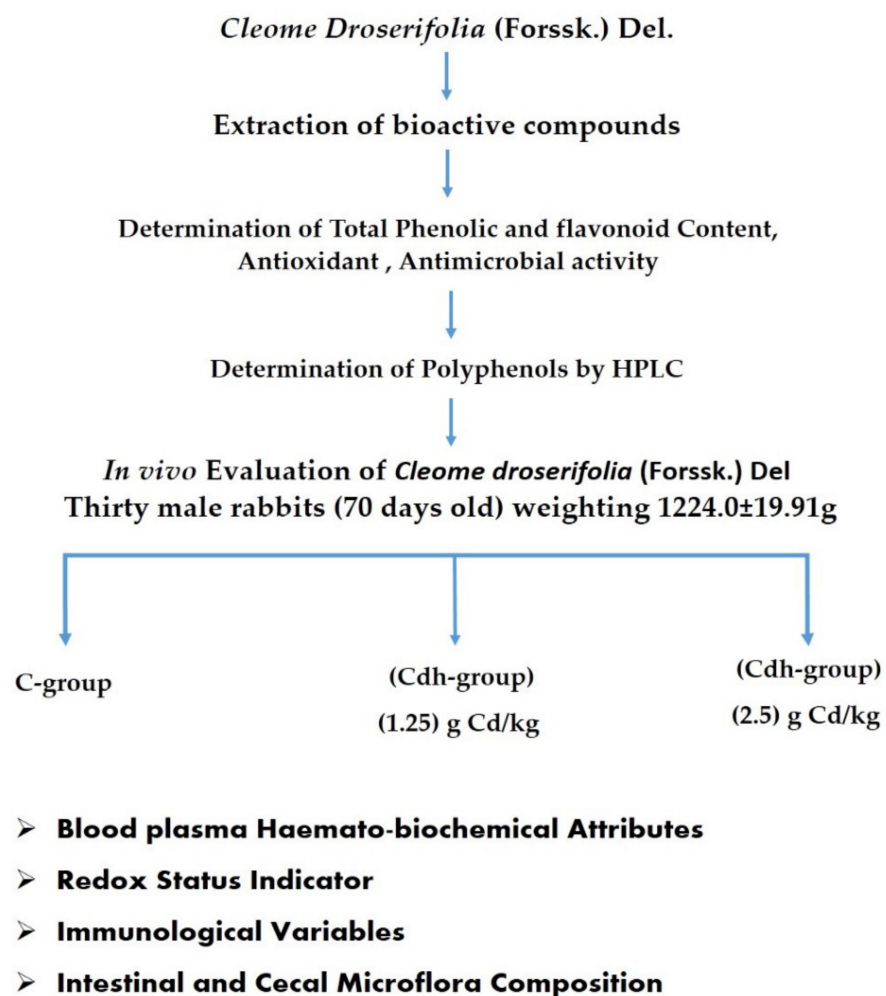 Cleome Droserifolia (Forssk.) Del.
Extraction of bioactive compounds
Determination of Total Phenolic and flavonoid Content,
Antioxidant , Antimicrobial activity
Determination of Polyphenols by HPLC
In vivo Evaluation of Cleome droserifolia (Forssk.) Del
Thirty male rabbits (70 days old) weighting 1224.0±19.91g
C-group
(Cdh-group)
(1.25) g Cd/kg
(Cdh-group)
(2.5) g Cd/kg
➢ Blood plasma Haemato-biochemical Attributes
➢ Redox Status Indicator
➢ Immunological Variables
➢ Intestinal and Cecal Microflora Composition